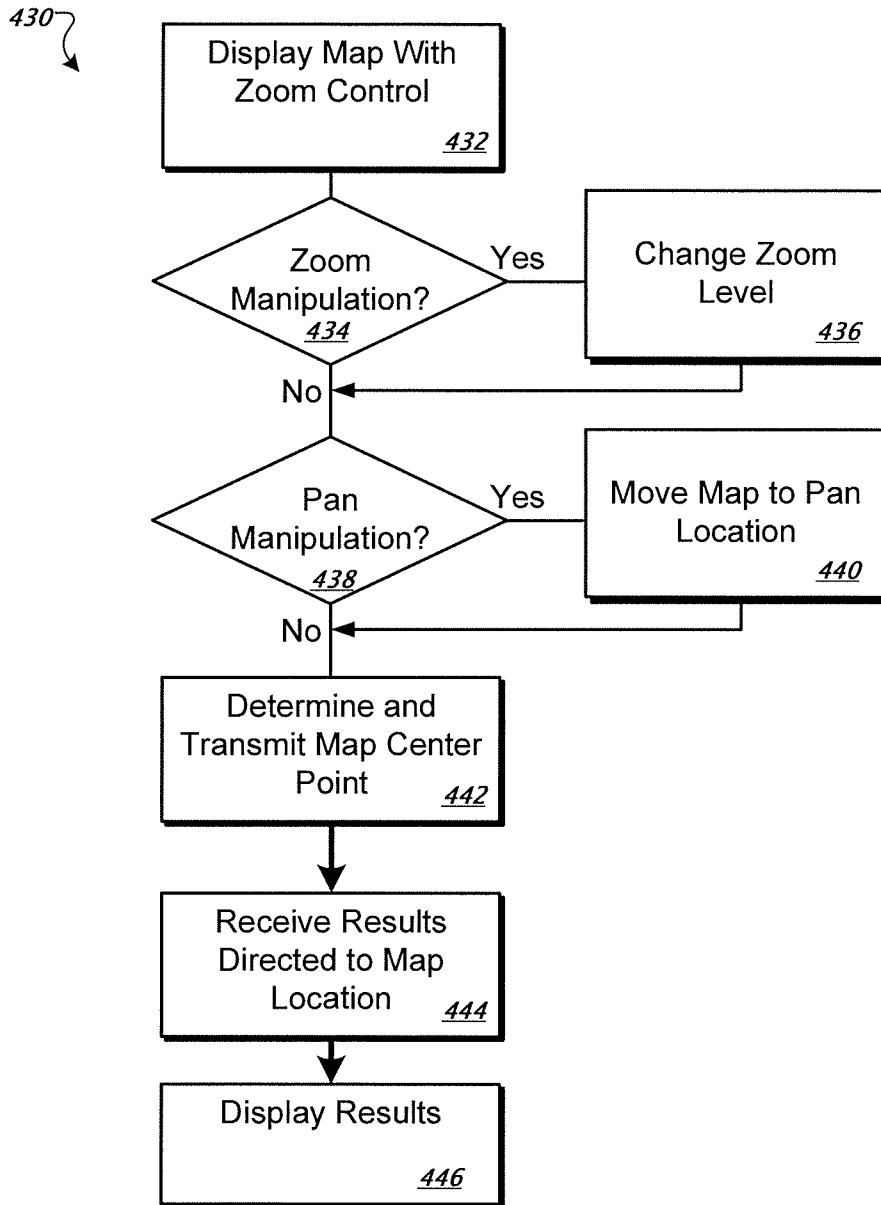 430
Display Map With
Zoom Control
432
Zoom
Manipulation?
434
Yes
Change Zoom
Level
436
No
Pan
Manipulation?
438
Yes
Move Map to Pan
Location
440
No
Determine and
Transmit Map Center
Point
442
Receive Results
Directed to Map
Location
444
Display Results
446